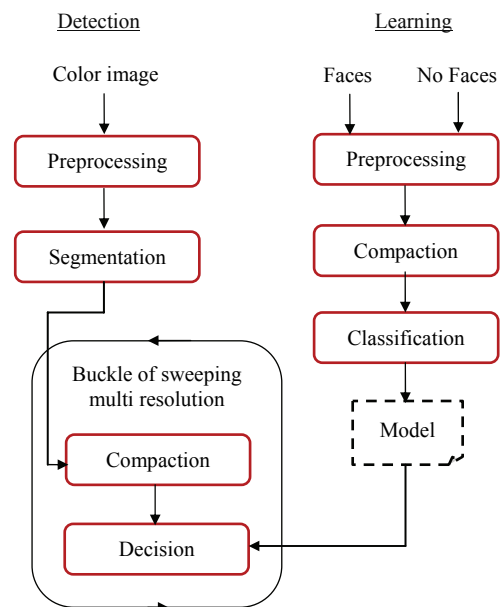 Detection
Color image
Preprocessing
Segmentation
Buckle of sweeping
multi resolution
Compaction
Decision
Learning
Faces
No Faces
Preprocessing
Compaction
Classification
Model